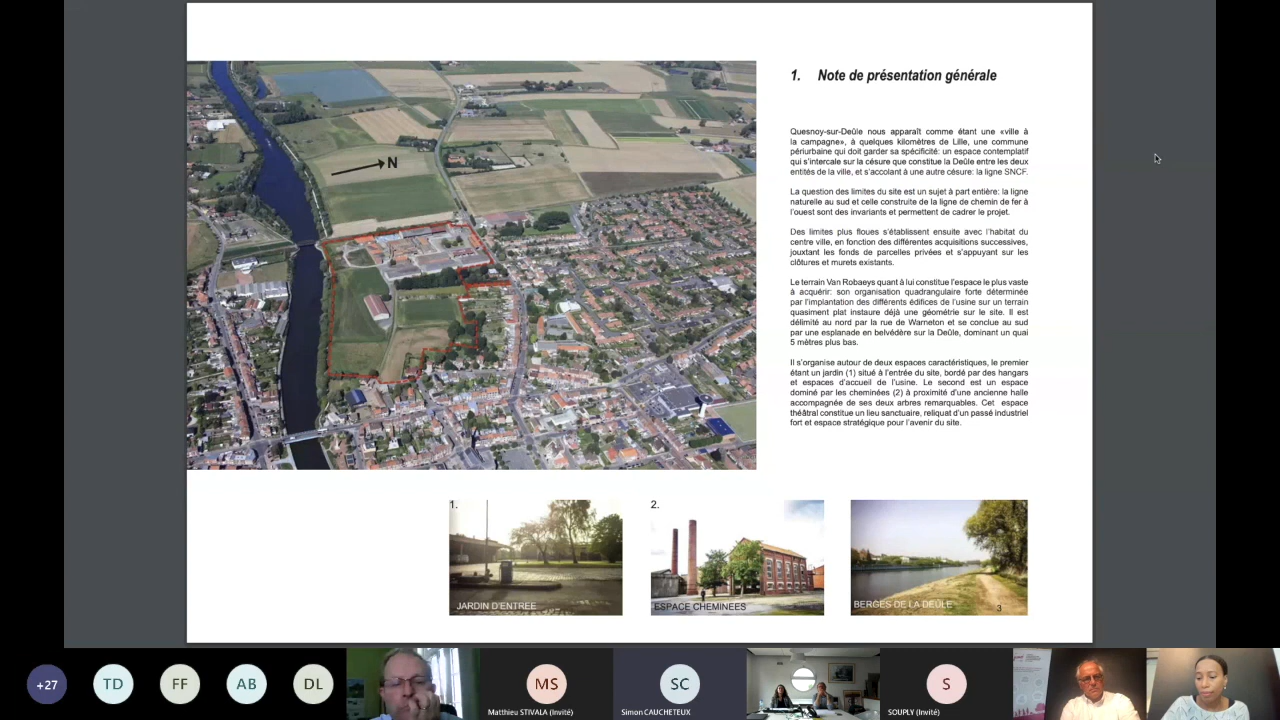 1. Note de présentation générale
N
Quesnoy-sur-Deûle nous apparaît comme étant une «ville à
la campagne», à quelques kilomètres de Lille, une commune
périurbaine qui doit garder sa spécificité: un espace contemplatif
qui s'intercale sur la césure que constitue la Deûle entre les deux
entités de la ville, et s'accolant à une autre césure: la ligne SNCF.
La question des limites du site est un sujet à part entière: la ligne
naturelle au sud et celle construite de la ligne de chemin de fer à
l'ouest sont des invariants et permettent de cadrer le projet.
Des limites plus floues s'établissent ensuite avec l'habitat du
centre ville, en fonction des différentes acquisitions successives,
jouxtant les fonds de parcelles privées et s'appuyant sur les
clôtures et murets existants.
Le terrain Van Robaeys quant à lui constitue l'espace le plus vaste
à acquérir: son organisation quadrangulaire forte déterminée
par l'implantation des différents édifices de l'usine sur un terrain
quasiment plat instaure déjà une géométrie sur le site. Il est
délimité au nord par la rue de Warneton et se conclue au sud
par une esplanade en belvédère sur la Deûle, dominant un quai
5 mètres plus bas.
Il s'organise autour de deux espaces caractéristiques, le premier
étant un jardin (1) situé à l'entrée du site, bordé par des hangars
et espaces d'accueil de l'usine. Le second est un espace
dominé par les cheminées (2) à proximité d'une ancienne halle
accompagnée de ses deux arbres remarquables. Cet espace
théâtral constitue un lieu sanctuaire, reliquat d'un passé industriel
fort et espace stratégique pour l'avenir du site.
1.
JARDIN D'ENTREE
2.
ESPACE CHEMINEES
BERGES DE LA DEÛLE
3
+27
TD
FF
AB
DL
MS
Matthieu STIVALA (Invité)
SC
Simon CAUCHETEUX
S
SOUPLY (Invité)